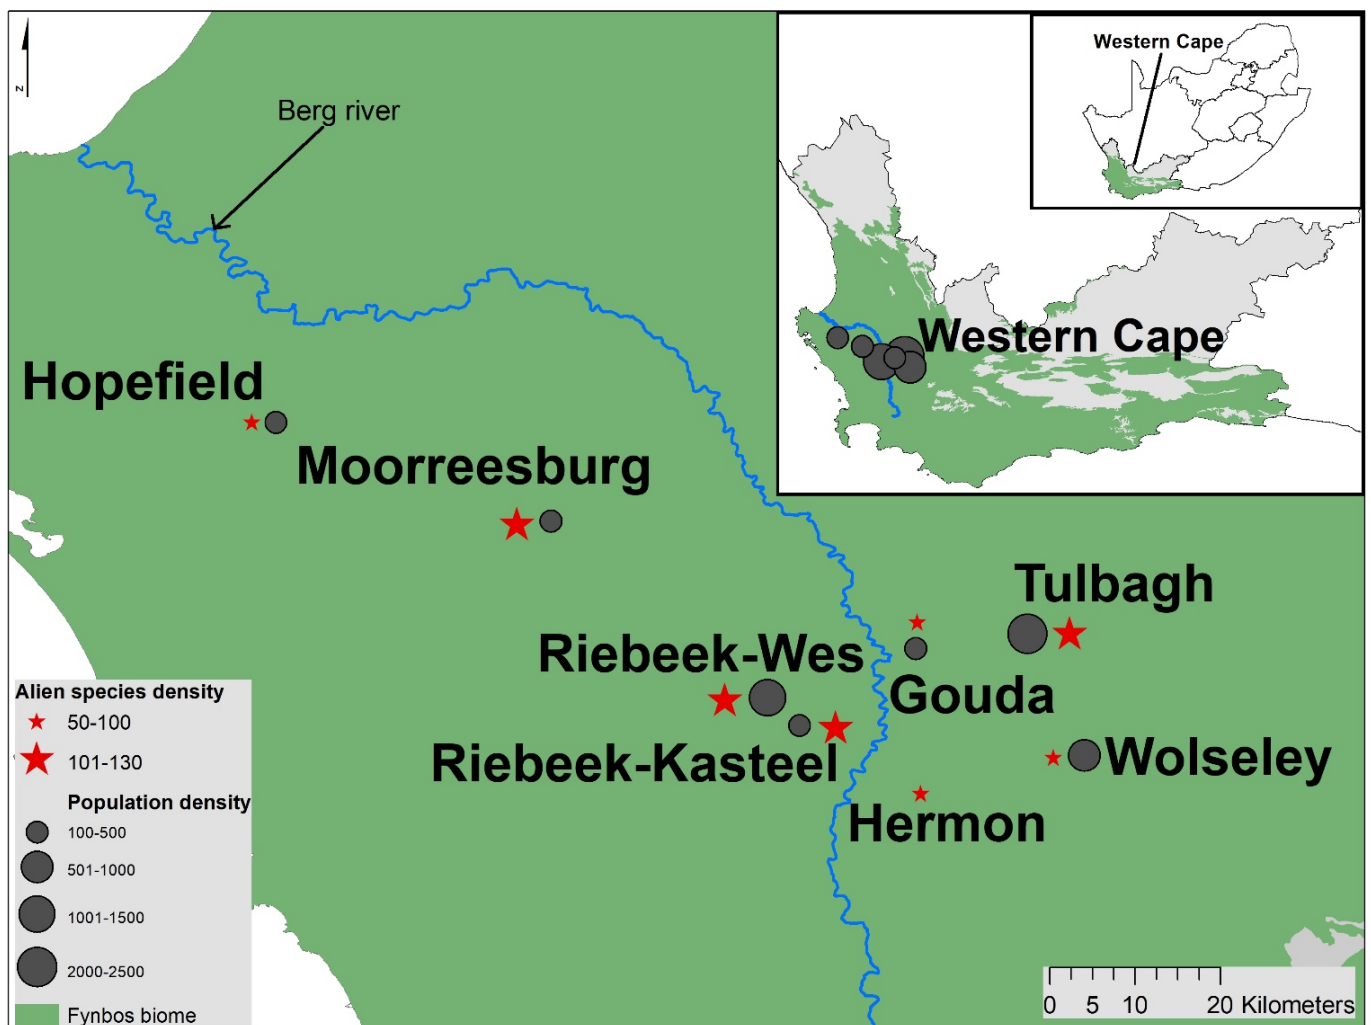 Western Cape
N
Berg river
Western Cape
Hopefield
Moorreesburg
Tulbagh
Riebeek-Wes
Gouda
Riebeek-Kasteel
Wolseley
Hermon
Alien species density
50-100
101-130
Population density
100-500
501-1000
1001-1500
2000-2500
Fynbos biome
0 5 10 20 Kilometers